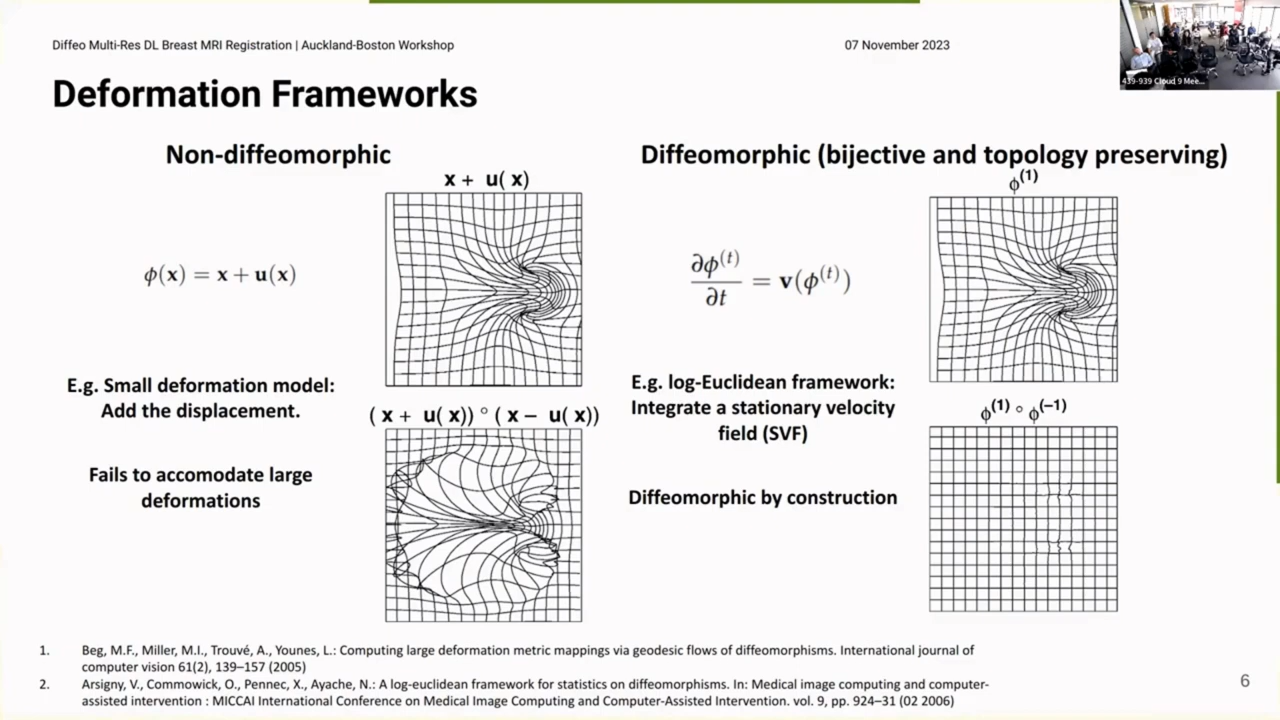 Diffeo Multi-Res DL Breast MRI Registration | Auckland-Boston Workshop
07 November 2023
439-939 Cloud 9 Mee...
Deformation Frameworks
Non-diffeomorphic
x + u( x)
ϕ(x) = x + u(x)
E.g. Small deformation model:
Add the displacement.
( x + u( x)) ∘ ( x − u( x))
Fails to accomodate large
deformations
Diffeomorphic (bijective and topology preserving)
ϕ⁽¹⁾
∂ϕ⁽ᵗ⁾
/∂t = v(ϕ⁽ᵗ⁾)
E.g. log-Euclidean framework:
Integrate a stationary velocity
field (SVF)
ϕ⁽¹⁾ ∘ ϕ⁽⁻¹⁾
Diffeomorphic by construction
1. Beg, M.F., Miller, M.I., Trouvé, A., Younes, L.: Computing large deformation metric mappings via geodesic flows of diffeomorphisms. International journal of
computer vision 61(2), 139–157 (2005)
2. Arsigny, V., Commowick, O., Pennec, X., Ayache, N.: A log-euclidean framework for statistics on diffeomorphisms. In: Medical image computing and computer-
assisted intervention : MICCAI International Conference on Medical Image Computing and Computer-Assisted Intervention. vol. 9, pp. 924–31 (02 2006)
6